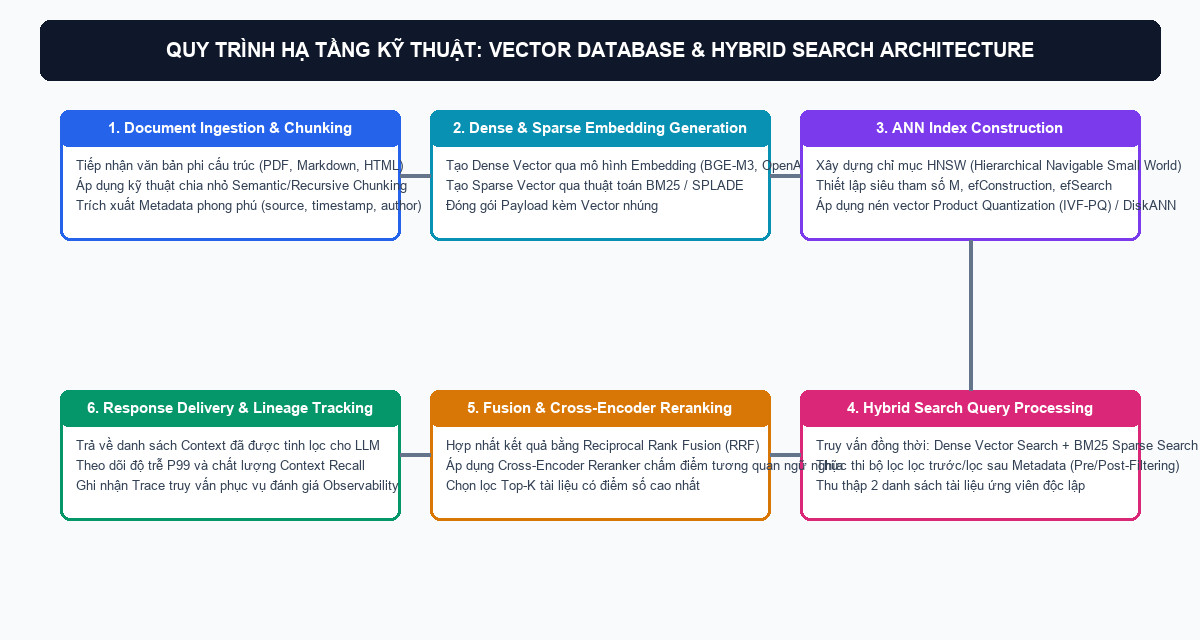 QUY TRÌNH HẠ TẦNG KỸ THUẬT: VECTOR DATABASE & HYBRID SEARCH ARCHITECTURE
1. Document Ingestion & Chunking
Tiếp nhận văn bản phi cấu trúc (PDF, Markdown, HTML)
Áp dụng kỹ thuật chia nhỏ Semantic/Recursive Chunking
Trích xuất Metadata phong phú (source, timestamp, author)
2. Dense & Sparse Embedding Generation
Tạo Dense Vector qua mô hình Embedding (BGE-M3, OpenA
Tạo Sparse Vector qua thuật toán BM25 / SPLADE
Đóng gói Payload kèm Vector nhúng
3. ANN Index Construction
Xây dựng chỉ mục HNSW (Hierarchical Navigable Small World)
Thiết lập siêu tham số M, efConstruction, efSearch
Áp dụng nén vector Product Quantization (IVF-PQ) / DiskANN
4. Hybrid Search Query Processing
Truy vấn đồng thời: Dense Vector Search + BM25 Sparse Search
Thực thi bộ lọc lọc trước/lọc sau Metadata (Pre/Post-Filtering)
Thu thập 2 danh sách tài liệu ứng viên độc lập
5. Fusion & Cross-Encoder Reranking
Hợp nhất kết quả bằng Reciprocal Rank Fusion (RRF)
Áp dụng Cross-Encoder Reranker chấm điểm tương quan ngữ nghĩa
Chọn lọc Top-K tài liệu có điểm số cao nhất
6. Response Delivery & Lineage Tracking
Trả về danh sách Context đã được tinh lọc cho LLM
Theo dõi độ trễ P99 và chất lượng Context Recall
Ghi nhận Trace truy vấn phục vụ đánh giá Observability